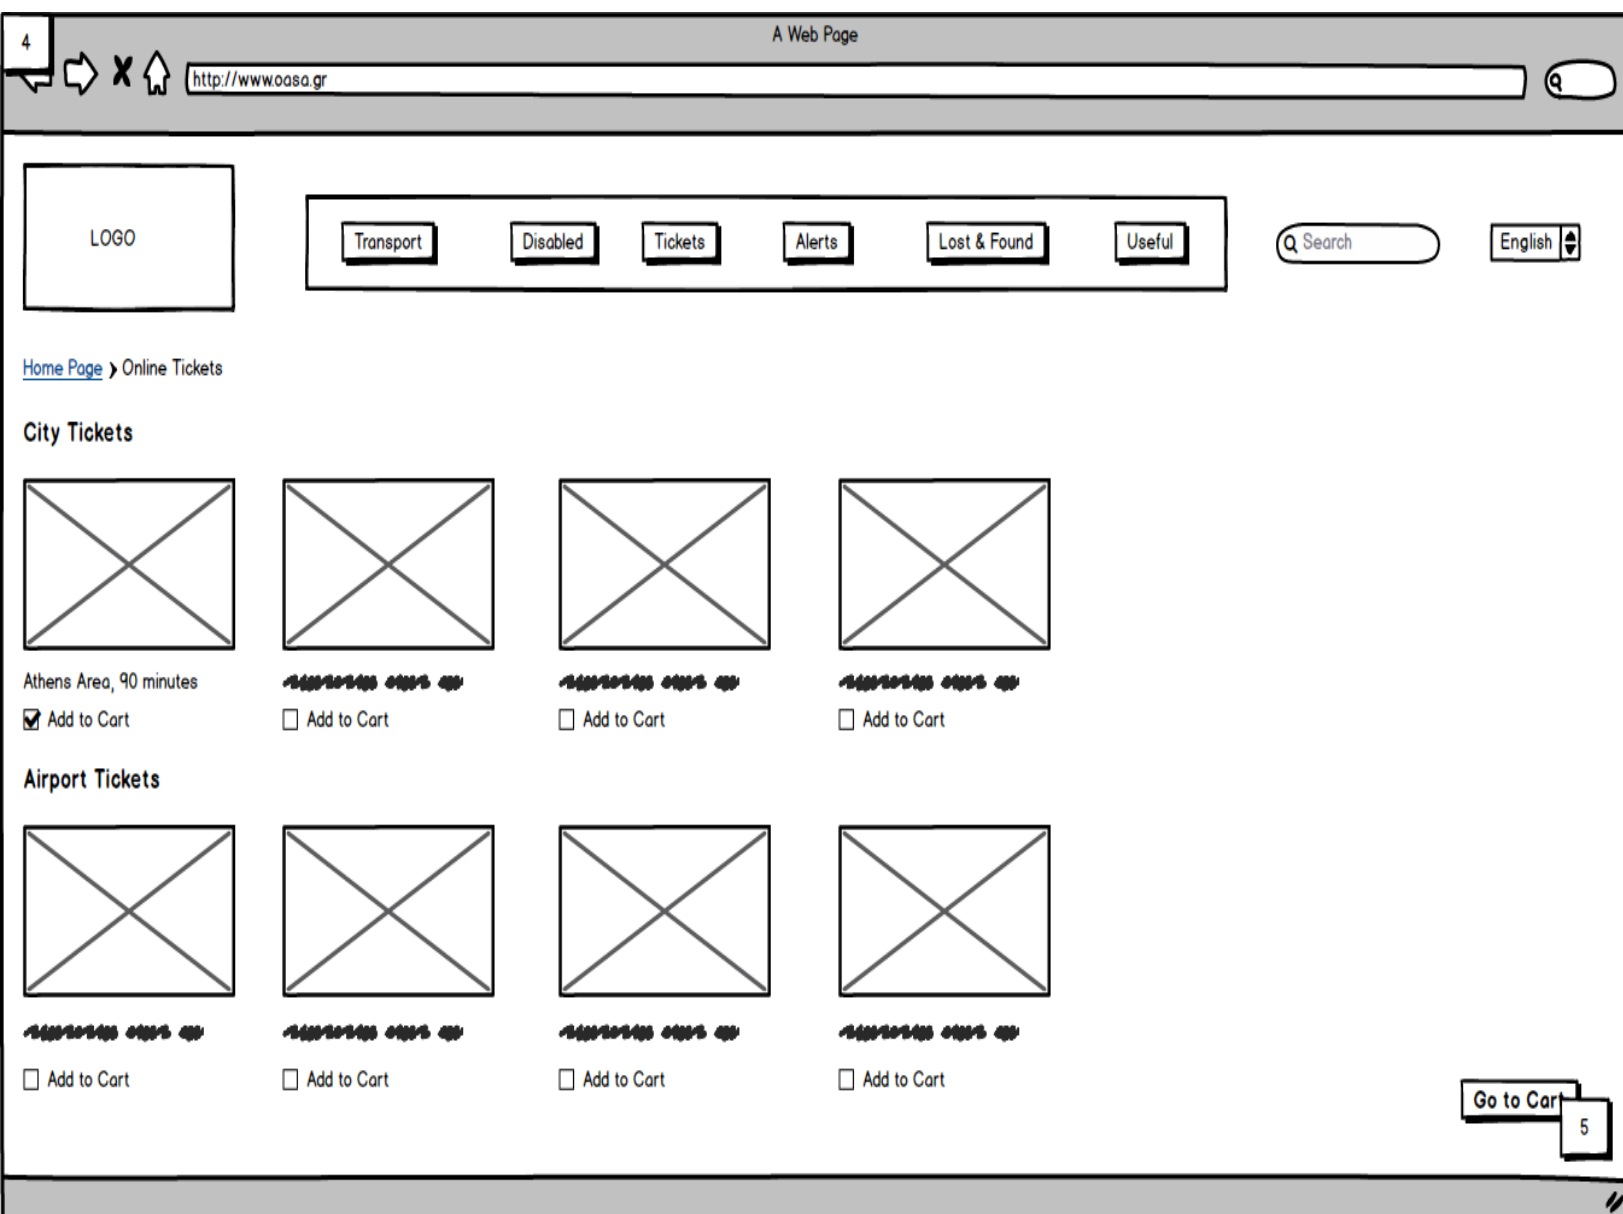 4
A Web Page
http://www.oasa.gr
LOGO
Transport
Disabled
Tickets
Alerts
Lost & Found
Useful
Search
English
Home Page
Online Tickets
City Tickets
Athens Area, 90 minutes
Add to Cart
Add to Cart
Add to Cart
Add to Cart
Airport Tickets
Add to Cart
Add to Cart
Add to Cart
Add to Cart
Go to Cart
5